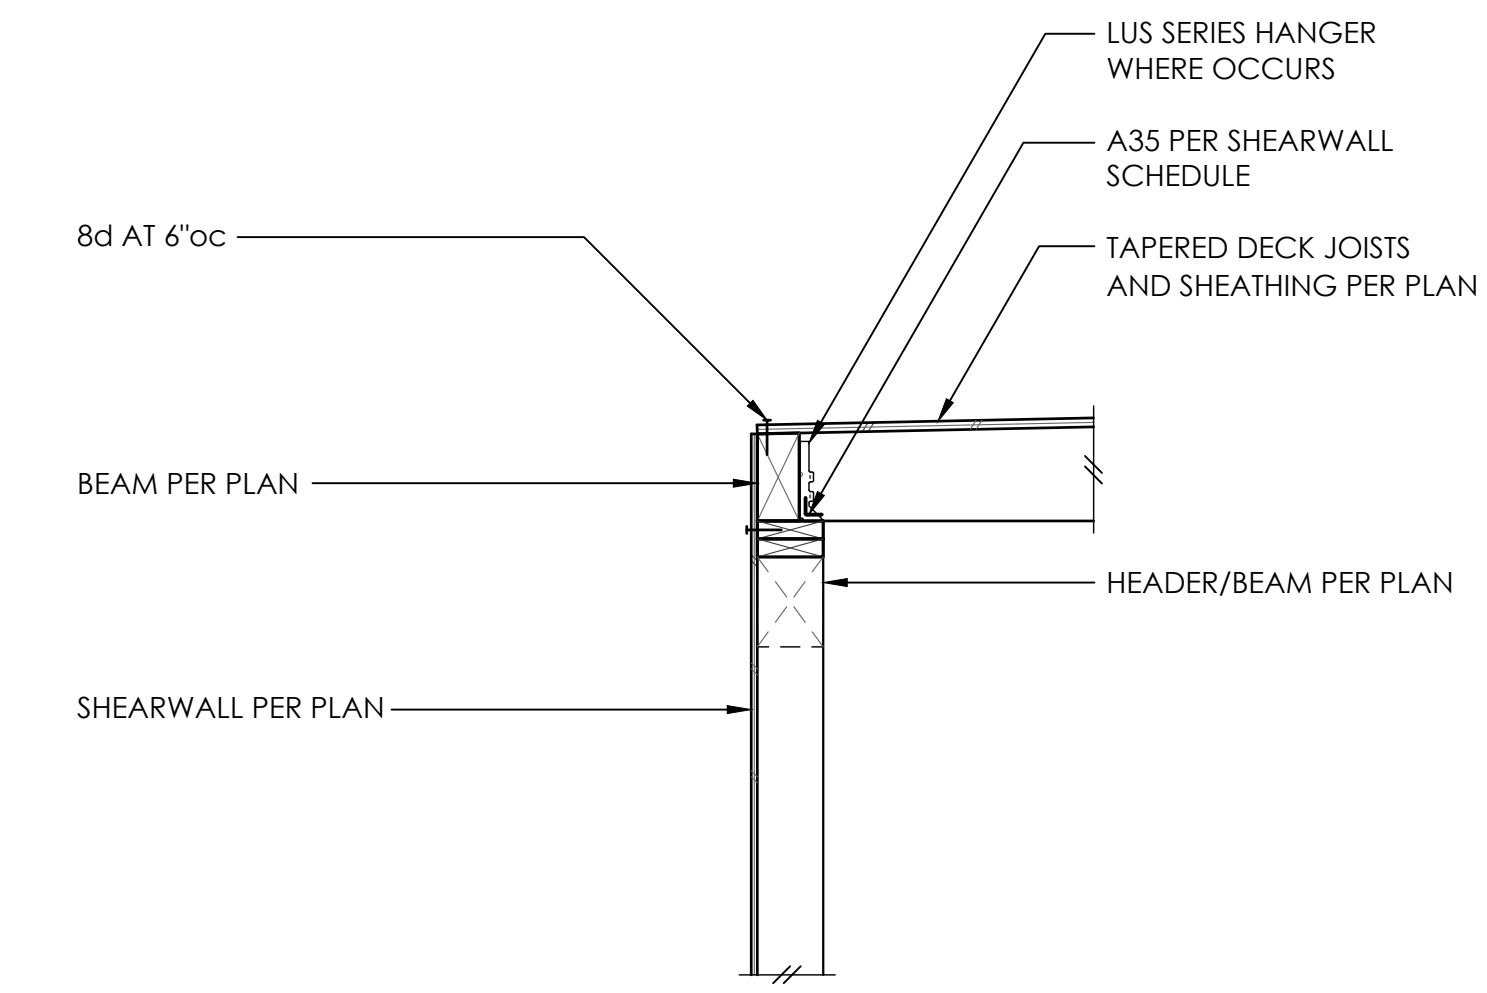 LUS SERIES HANGER
WHERE OCCURS
A35 PER SHEARWALL
SCHEDULE
8d AT 6"oc
TAPERED DECK JOISTS
AND SHEATHING PER PLAN
BEAM PER PLAN
HEADER/BEAM PER PLAN
SHEARWALL PER PLAN